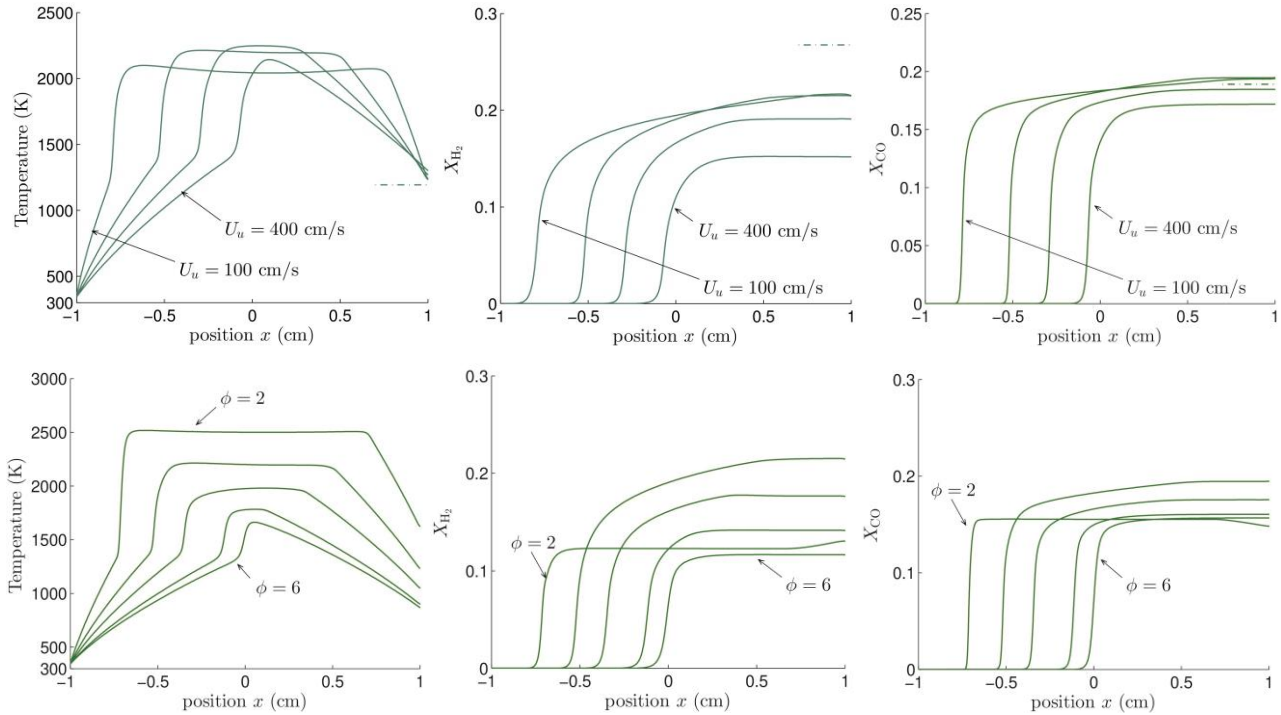 2500
2000
1500
1000
500
300
Temperature (K)
U_u = 400 cm/s
U_u = 100 cm/s
−1
−0.5
0
0.5
1
position x (cm)
0.3
0.2
0.1
0
X_H₂
U_u = 400 cm/s
U_u = 100 cm/s
−1
−0.5
0
0.5
1
position x (cm)
0.25
0.2
0.15
0.1
0.05
0
X_CO
U_u = 400 cm/s
U_u = 100 cm/s
−1
−0.5
0
0.5
1
position x (cm)
3000
2500
2000
1500
1000
500
300
Temperature (K)
ϕ = 2
ϕ = 6
−1
−0.5
0
0.5
1
position x (cm)
0.3
0.2
0.1
0
X_H₂
ϕ = 2
ϕ = 6
−1
−0.5
0
0.5
1
position x (cm)
0.3
0.2
0.1
0
X_CO
ϕ = 2
ϕ = 6
−1
−0.5
0
0.5
1
position x (cm)